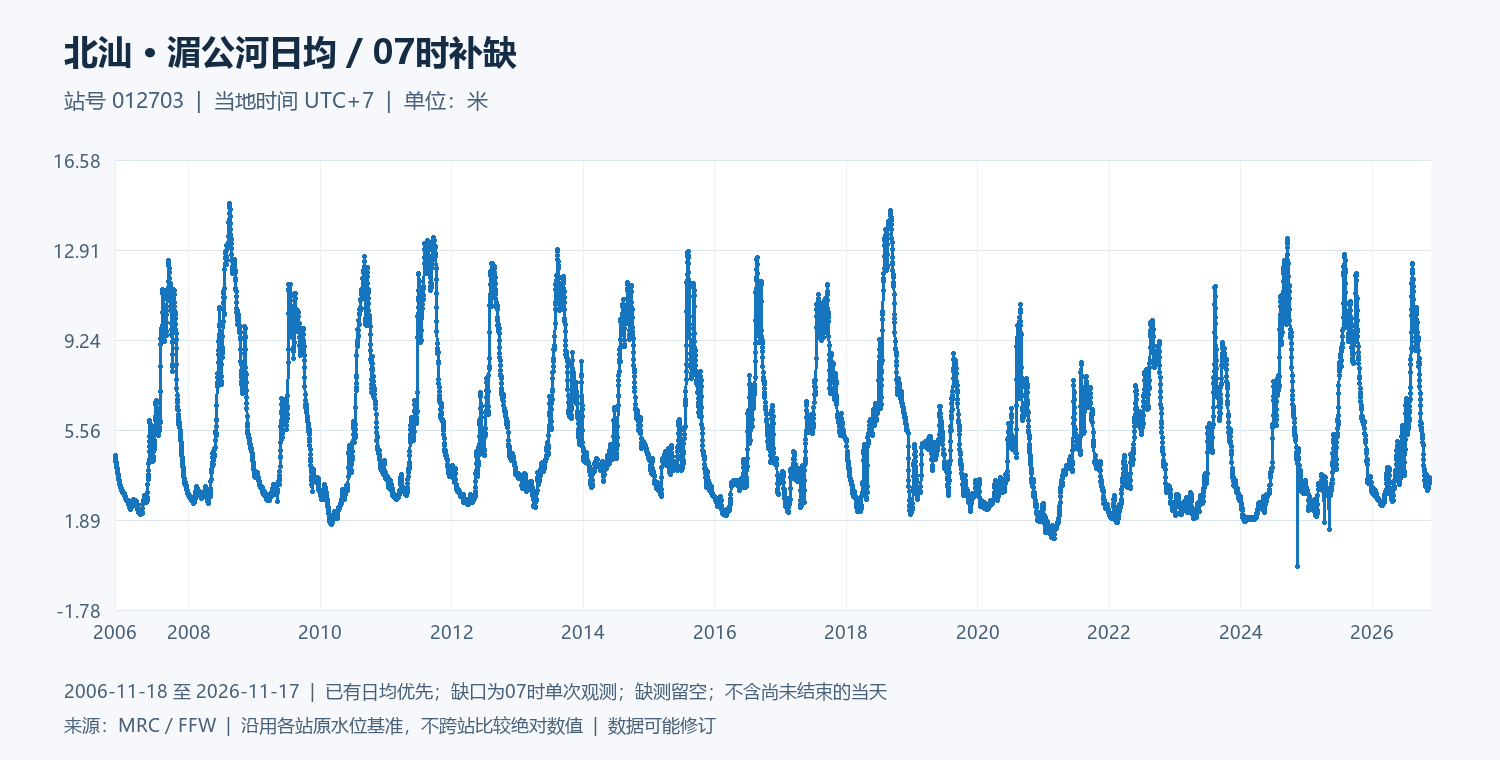 北汕・湄公河日均 / 07时补缺
站号 012703 | 当地时间 UTC+7 | 单位：米
16.58
12.91
9.24
5.56
1.89
-1.78
2006 2008 2010 2012 2014 2016 2018 2020 2022 2024 2026
2006-11-18 至 2026-11-17 | 已有日均优先；缺口为07时单次观测；缺测留空；不含尚未结束的当天
来源：MRC / FFW | 沿用各站原水位基准，不跨站比较绝对数值 | 数据可能修订